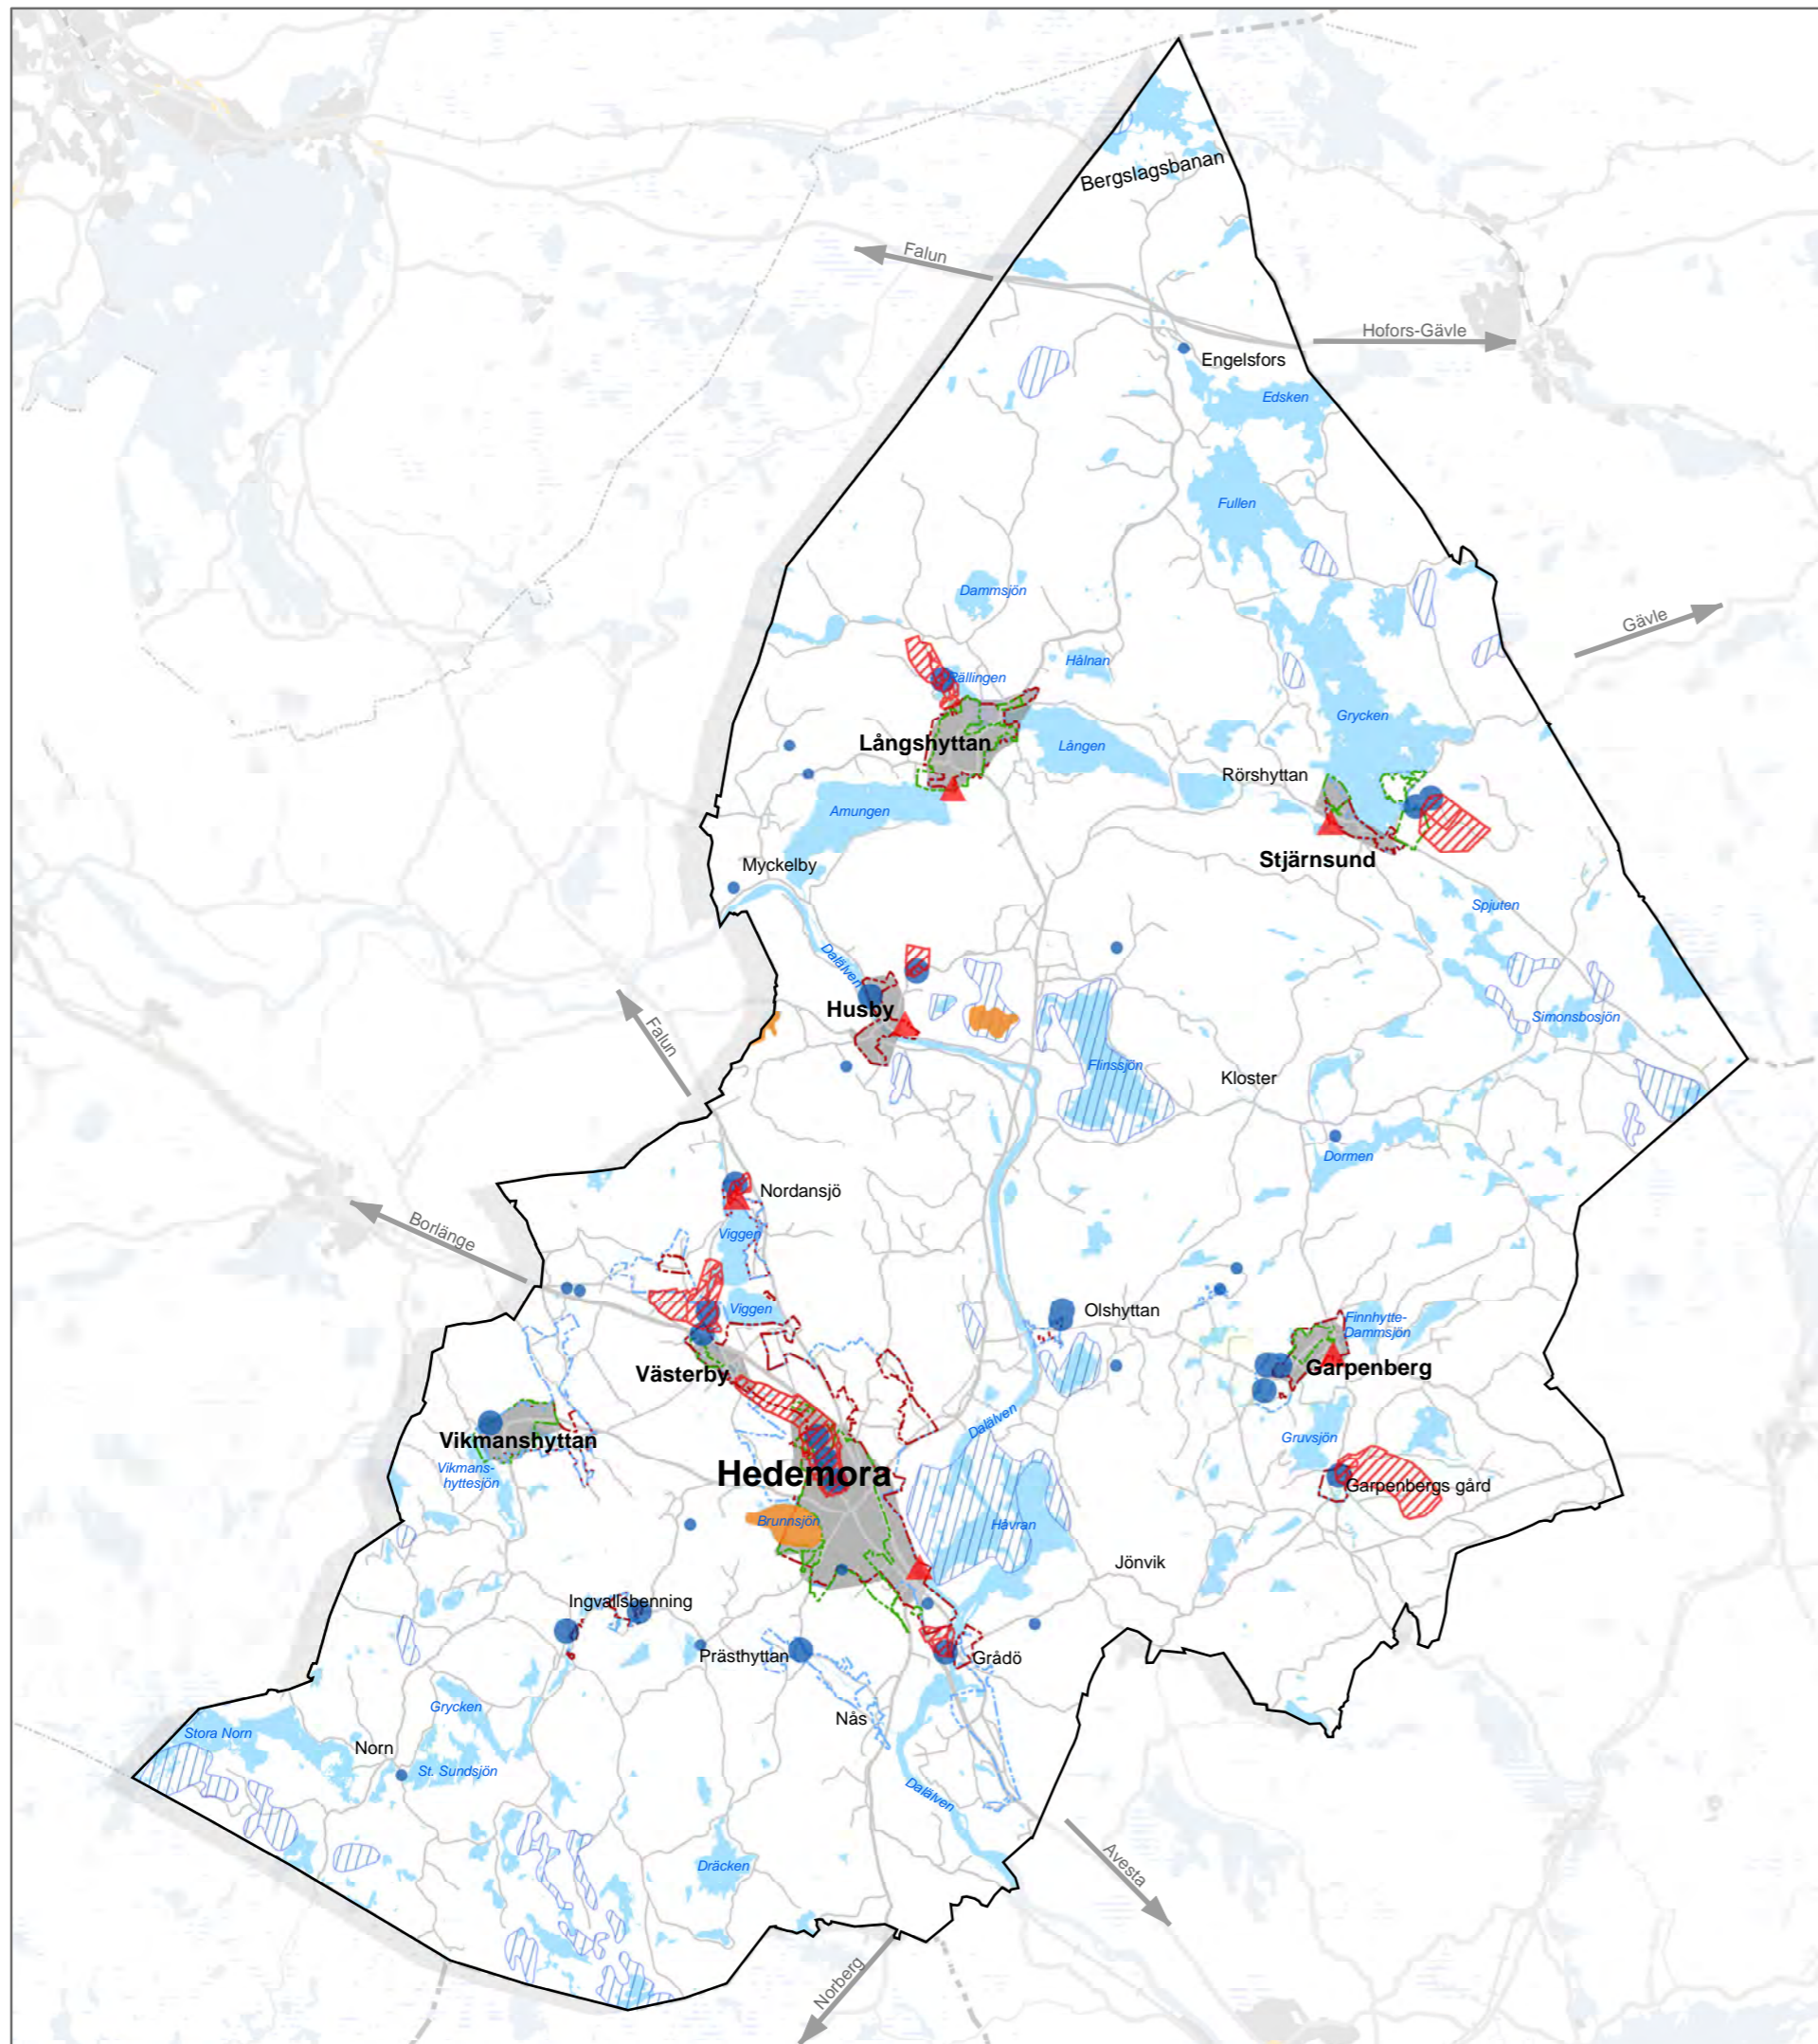 Bergslagsbanan
Falun
Hofors-Gävle
Engelsfors
Edsken
Fullen
Dammsjön
Gävle
Hålnan
Rällingen
Grycken
Långshyttan
Lången
Rörshyttan
Amungen
Stjärnsund
Myckelby
Spjuten
Dalälven
Husby
Simonsbosjön
Falun
Flinssjön
Kloster
Dormen
Nordansjö
Borlänge
Viggen
Viggen
Olshyttan
Finnhytte-
Dammsjön
Västerby
Garpenberg
Dalälven
Vikmanshyttan
Gruvsjön
Vikmans-
hyttesjön
Hedemora
Garpenbergs gård
Brunnsjön
Håvran
Jönvik
Ingvallsbenning
Prästhyttan
Grådö
Grycken
Nås
Stora Norn
Norn
St. Sundsjön
Dalälven
Dräcken
Avesta
Norberg